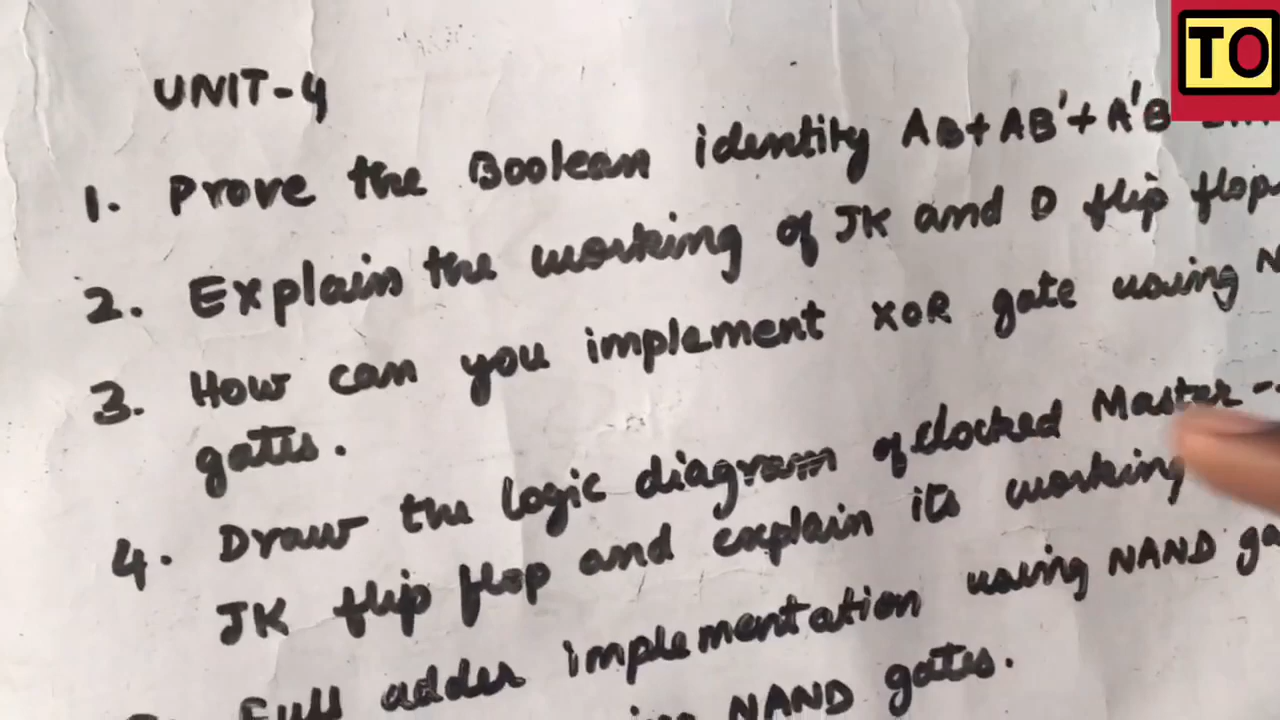 TO
UNIT-4
1. Prove the Boolean identity AB+AB'+A'B
2. Explain the working of JK and D flip flop
3. How can you implement XOR gate using N
gates.
4. Draw the logic diagram of clocked Master-
JK flip flop and explain its working
Full adder implementation using NAND ga
NAND gates.